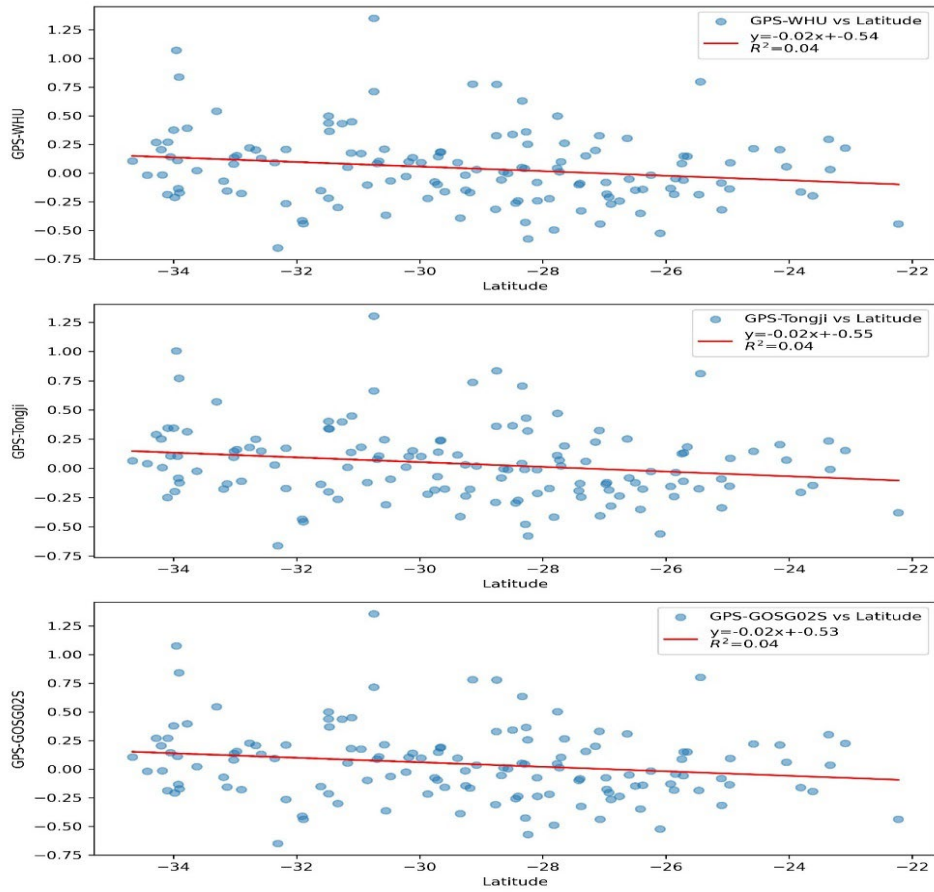 GPS-WHU vs Latitude
y=-0.02x+-0.54
R²=0.04
GPS-WHU
1.25
1.00
0.75
0.50
0.25
0.00
−0.25
−0.50
−0.75
−34 −32 −30 −28 −26 −24 −22
Latitude
GPS-Tongji vs Latitude
y=-0.02x+-0.55
R²=0.04
GPS-Tongji
1.25
1.00
0.75
0.50
0.25
0.00
−0.25
−0.50
−0.75
−34 −32 −30 −28 −26 −24 −22
Latitude
GPS-GOSG02S vs Latitude
y=-0.02x+-0.53
R²=0.04
GPS-GOSG02S
1.25
1.00
0.75
0.50
0.25
0.00
−0.25
−0.50
−0.75
−34 −32 −30 −28 −26 −24 −22
Latitude